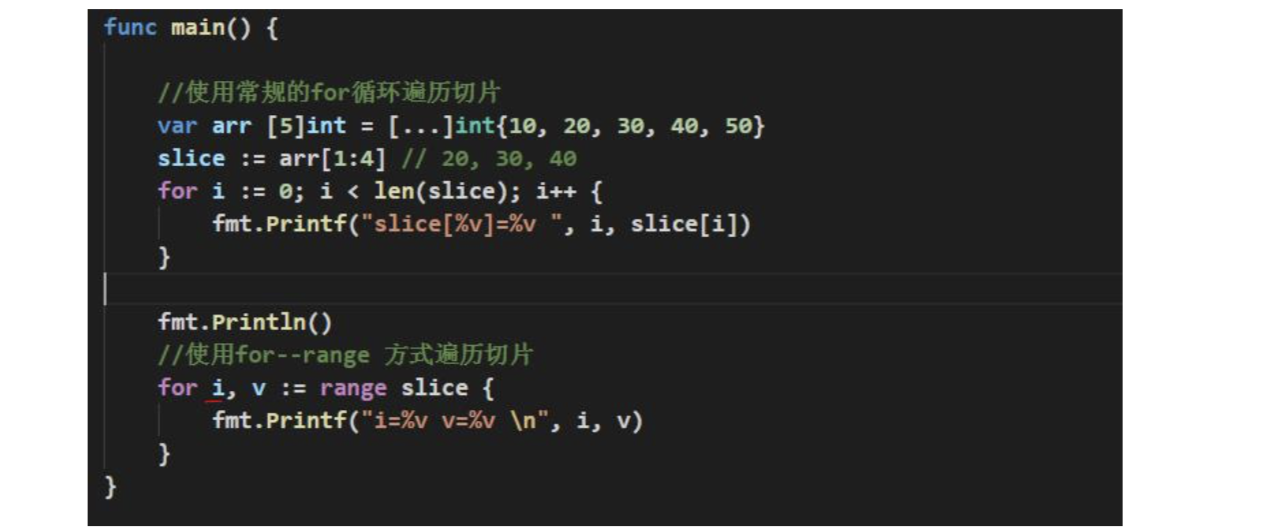 func main() {
//使用常规的for循环遍历切片
var arr [5]int = [...]int{10, 20, 30, 40, 50}
slice := arr[1:4] // 20, 30, 40
for i := 0; i < len(slice); i++ {
fmt.Printf("slice[%v]=%v ", i, slice[i])
}
fmt.Println()
//使用for--range 方式遍历切片
for i, v := range slice {
fmt.Printf("i=%v v=%v \n", i, v)
}
}